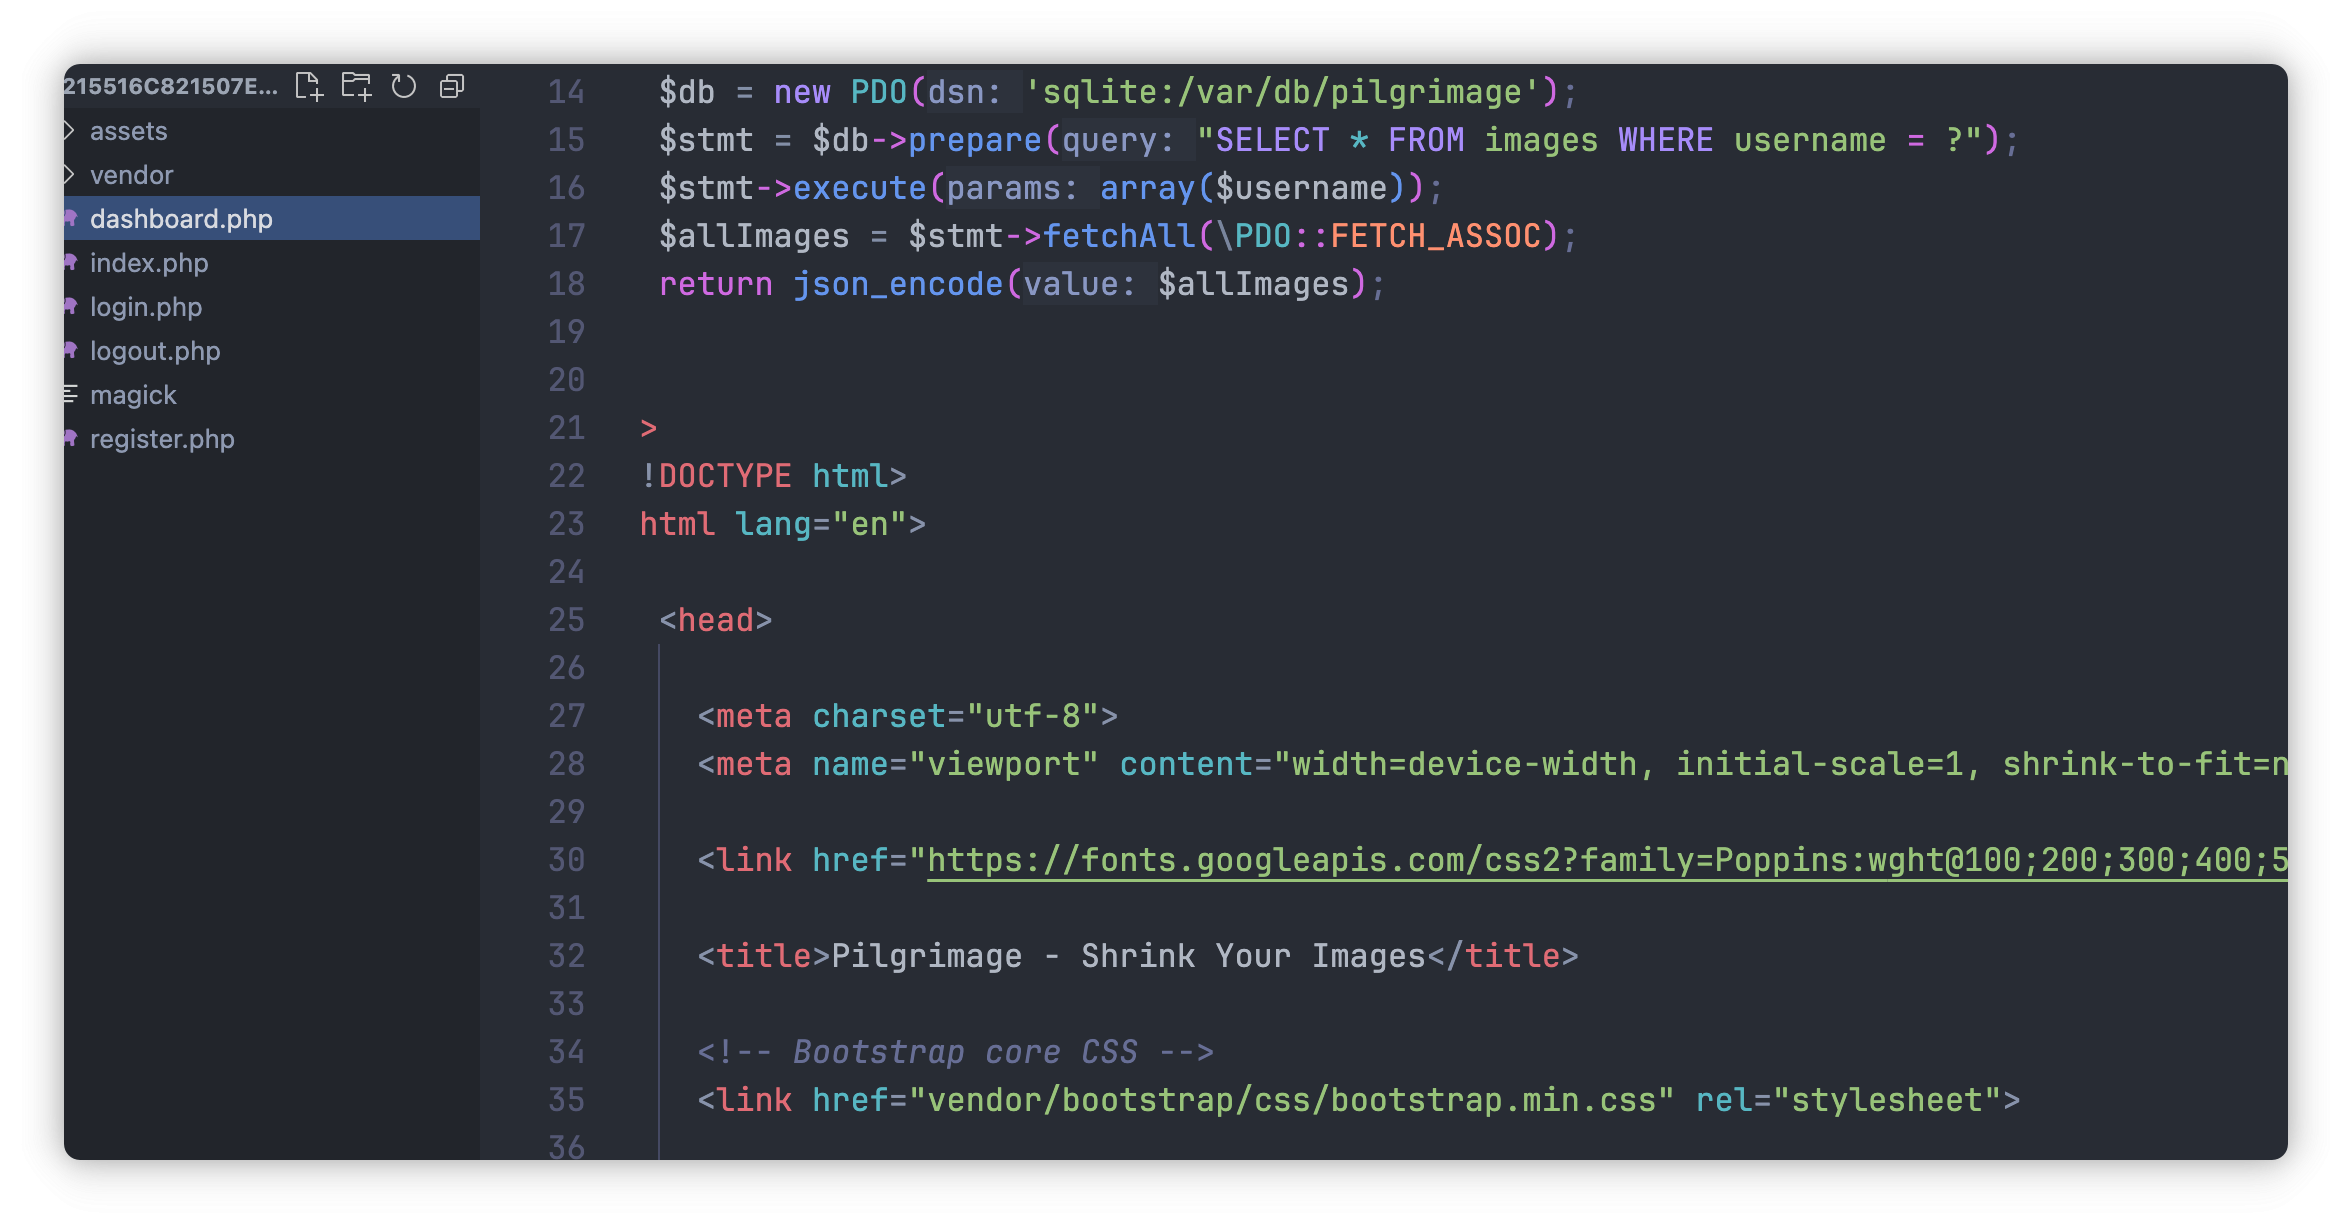 215516C821507E...
assets
vendor
dashboard.php
index.php
login.php
logout.php
magick
register.php
14 $db = new PDO(dsn: 'sqlite:/var/db/pilgrimage');
15 $stmt = $db->prepare(query: "SELECT * FROM images WHERE username = ?");
16 $stmt->execute(params: array($username));
17 $allImages = $stmt->fetchAll(\PDO::FETCH_ASSOC);
18 return json_encode(value: $allImages);
19
20
21 >
22 !DOCTYPE html>
23 html lang="en">
24
25 <head>
26
27 <meta charset="utf-8">
28 <meta name="viewport" content="width=device-width, initial-scale=1, shrink-to-fit=n
29
30 <link href="https://fonts.googleapis.com/css2?family=Poppins:wght@100;200;300;400;5
31
32 <title>Pilgrimage - Shrink Your Images</title>
33
34 <!-- Bootstrap core CSS -->
35 <link href="vendor/bootstrap/css/bootstrap.min.css" rel="stylesheet">
36